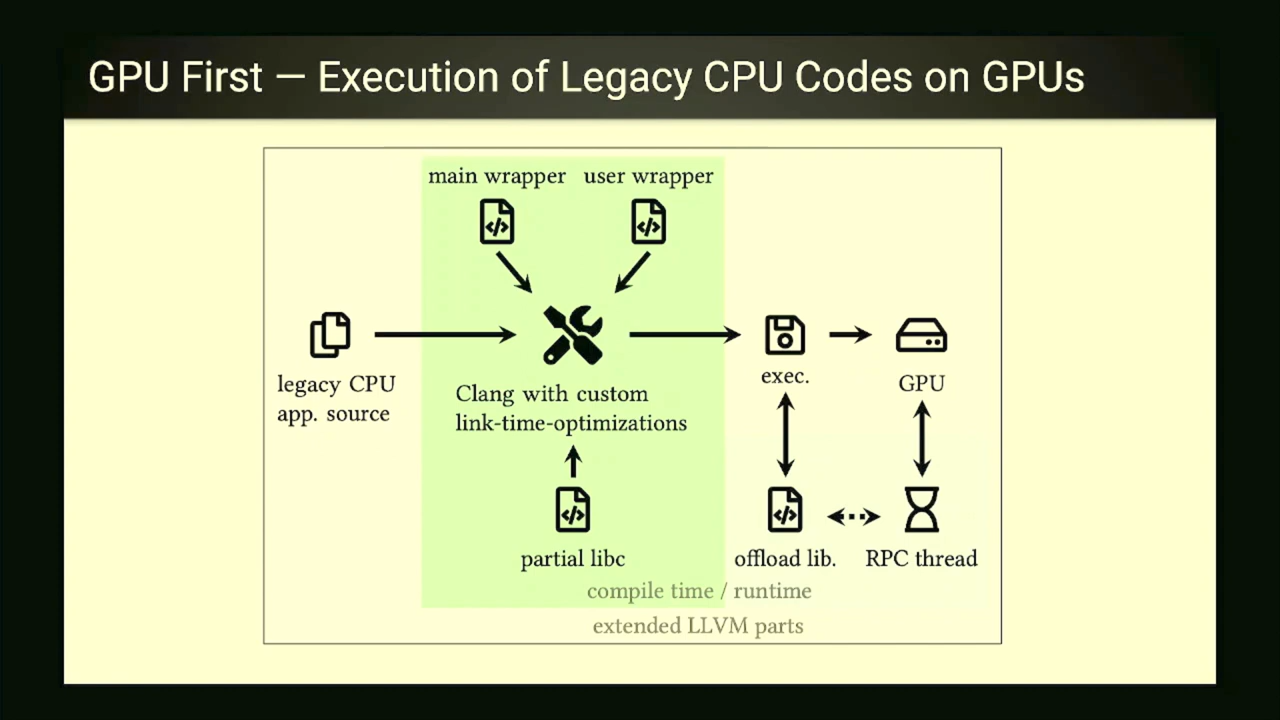 GPU First — Execution of Legacy CPU Codes on GPUs
main wrapper
user wrapper
legacy CPU
app. source
Clang with custom
link-time-optimizations
exec.
GPU
partial libc
offload lib.
RPC thread
compile time / runtime
extended LLVM parts